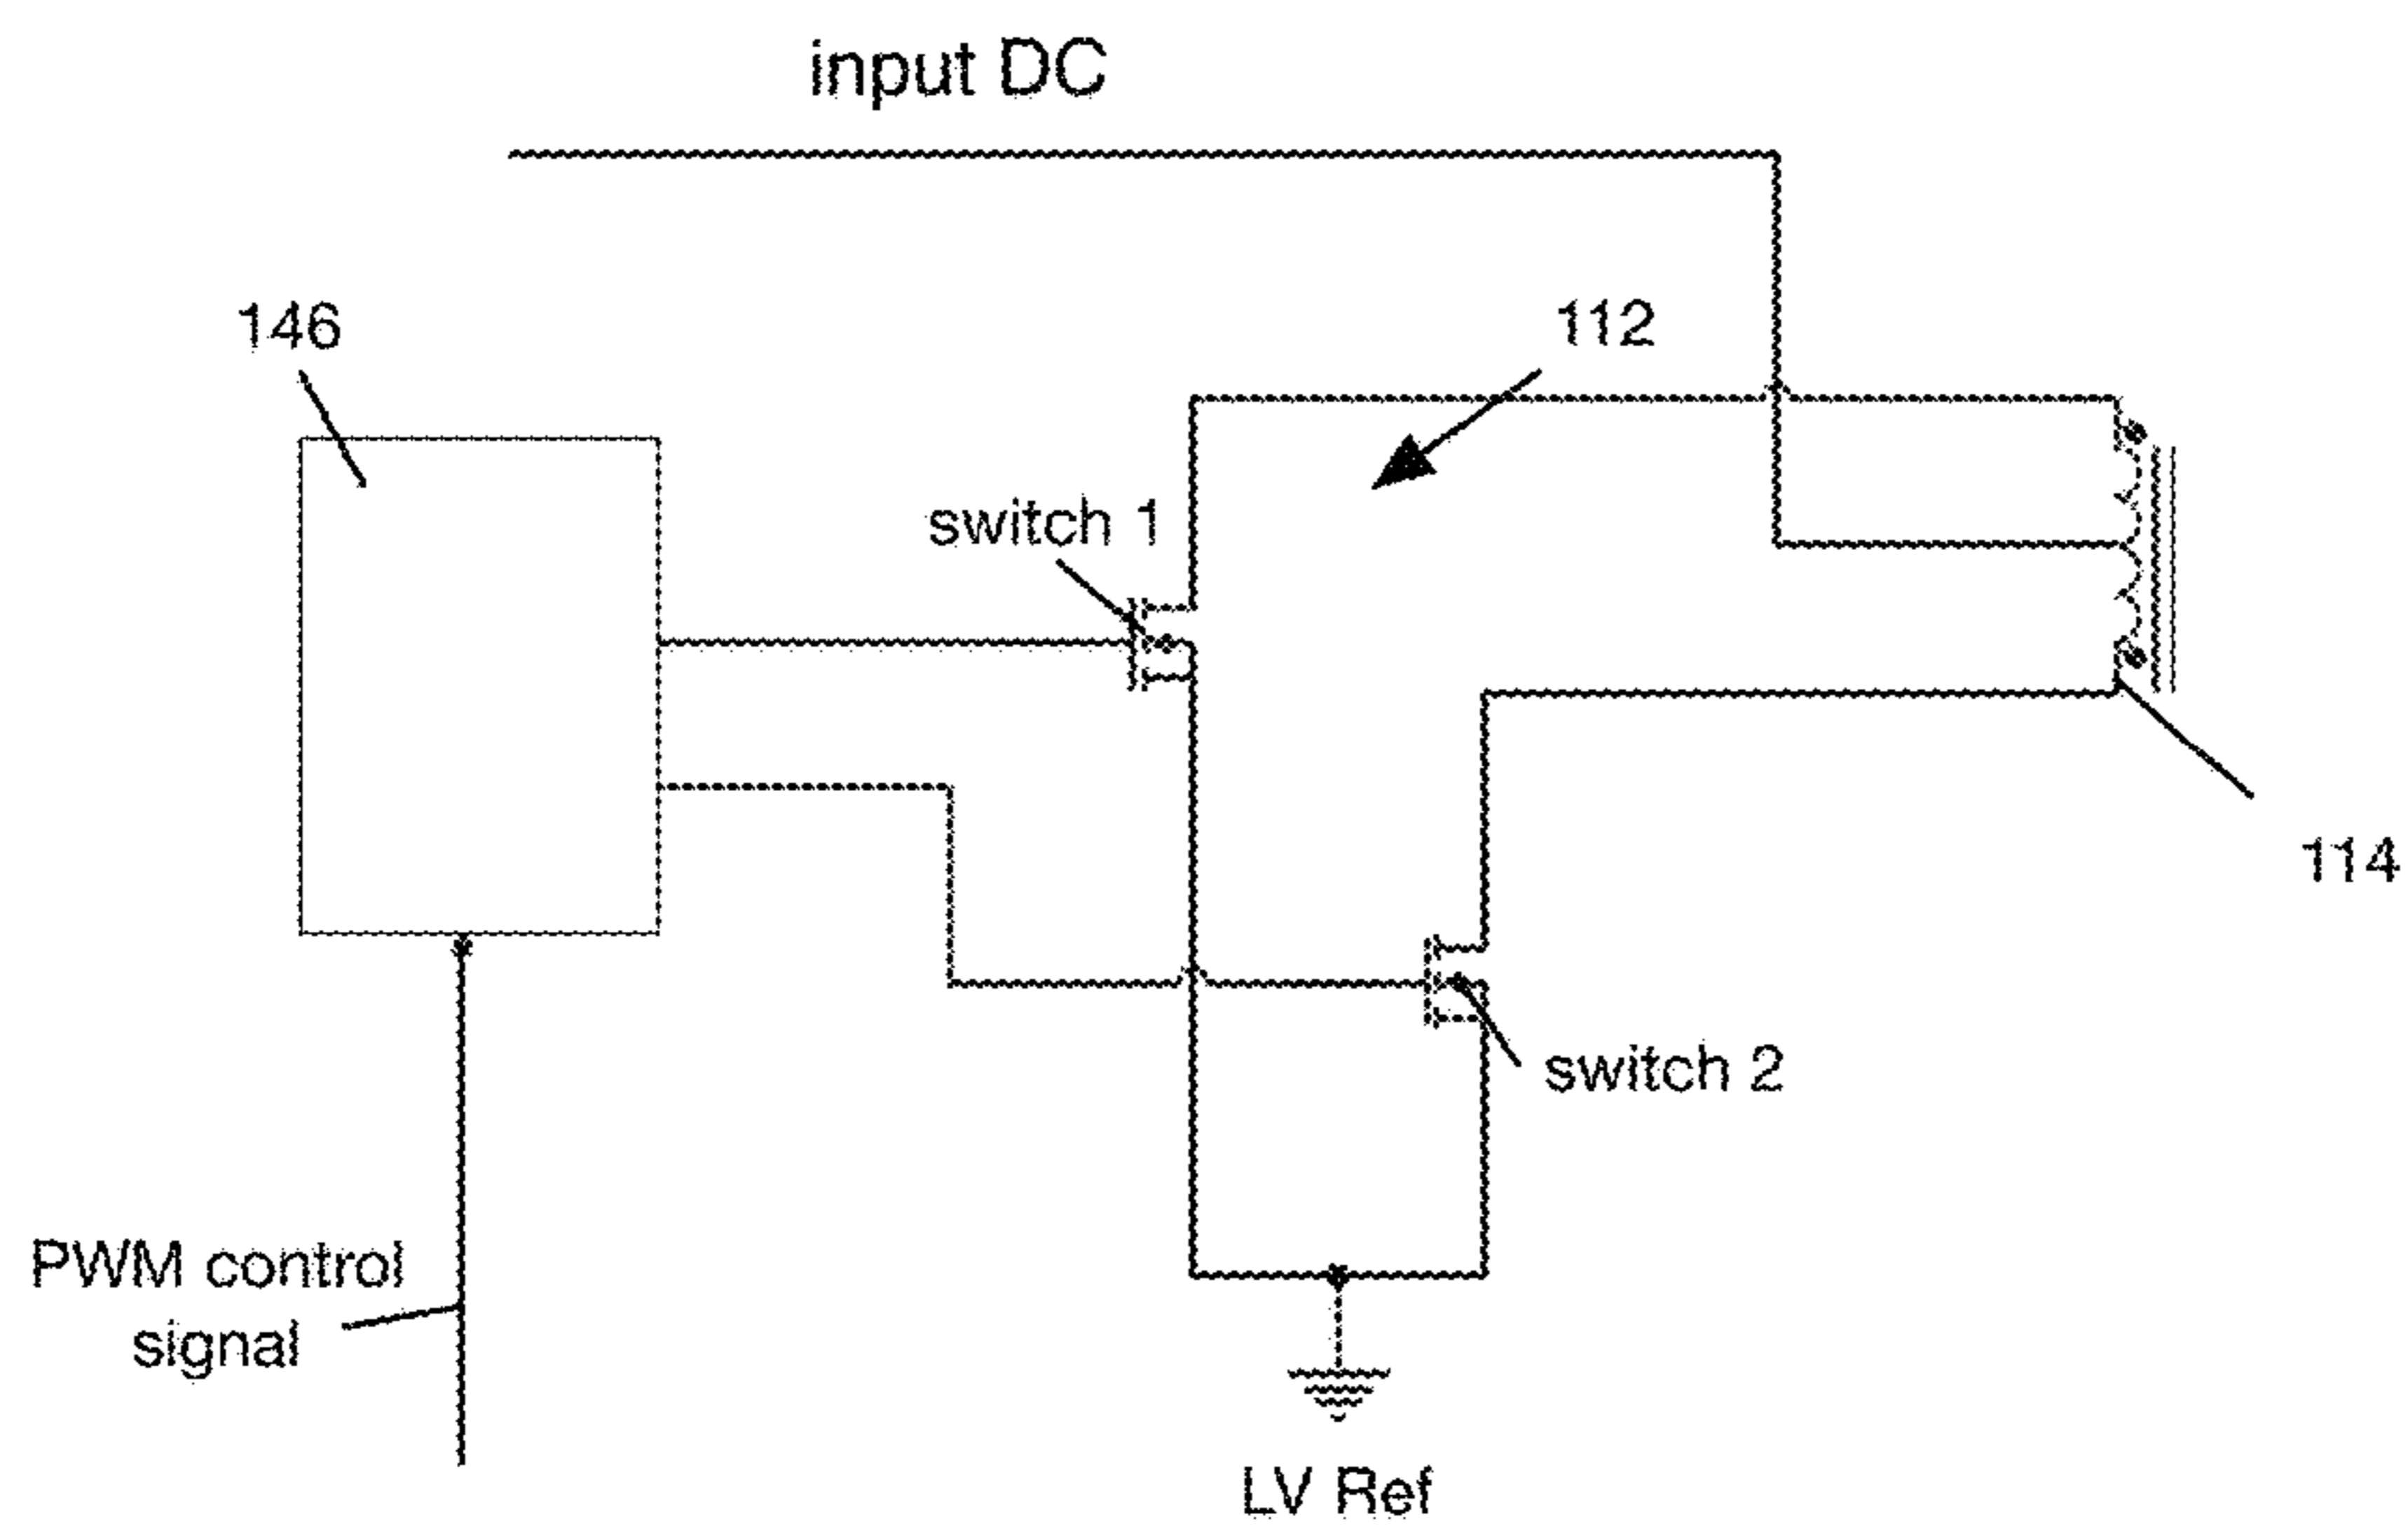 input DC
146
112
switch 1
114
switch 2
PWM control
signal
LV Ref